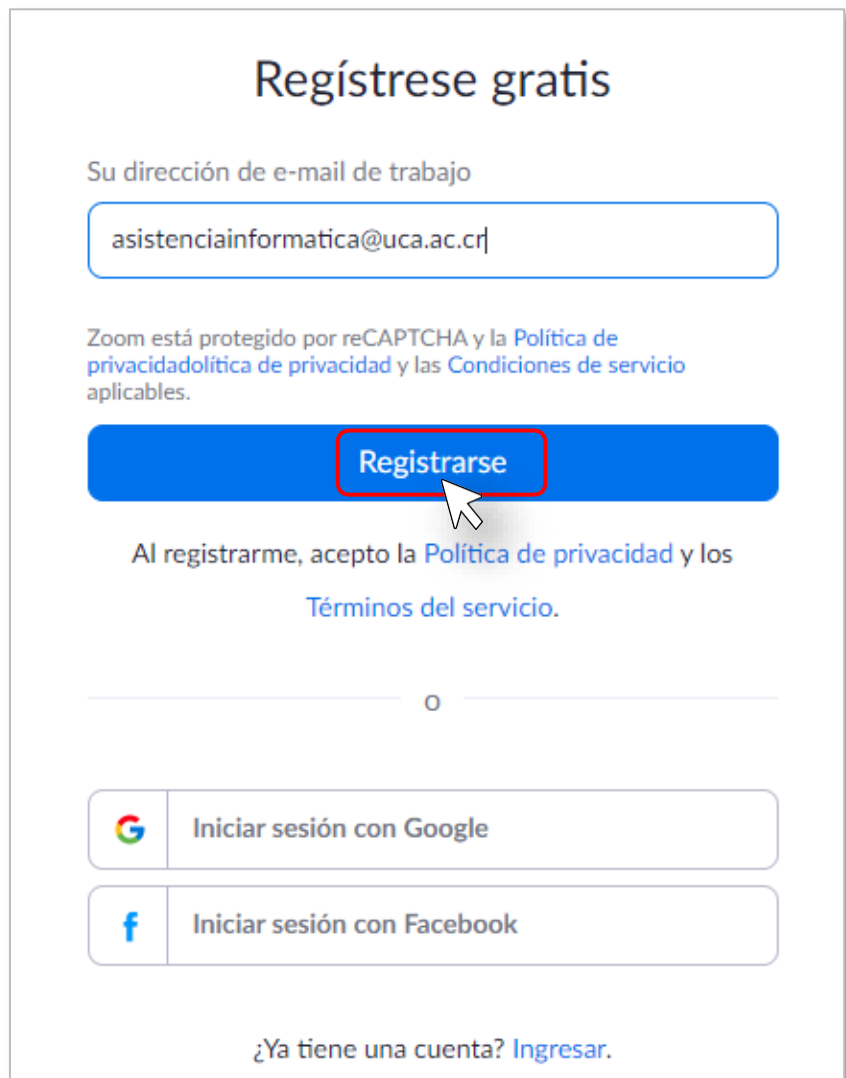 Regístrese gratis
Su dirección de e-mail de trabajo
asistenciainformatica@uca.ac.cr
Zoom está protegido por reCAPTCHA y la Política de
privacidadolítica de privacidad y las Condiciones de servicio
aplicables.
Registrarse
Al registrarme, acepto la Política de privacidad y los
Términos del servicio.
o
Iniciar sesión con Google
Iniciar sesión con Facebook
¿Ya tiene una cuenta? Ingresar.